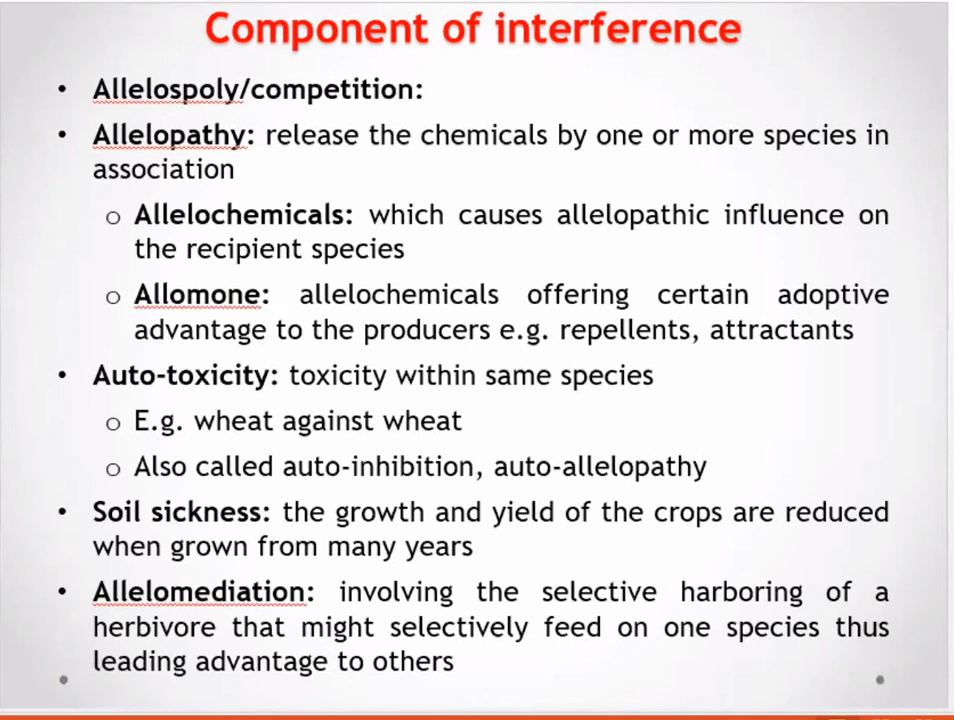 Component of interference
• Allelospoly/competition:
• Allelopathy: release the chemicals by one or more species in
association
o Allelochemicals: which causes allelopathic influence on
the recipient species
o Allomone: allelochemicals offering certain adoptive
advantage to the producers e.g. repellents, attractants
• Auto-toxicity: toxicity within same species
o E.g. wheat against wheat
o Also called auto-inhibition, auto-allelopathy
• Soil sickness: the growth and yield of the crops are reduced
when grown from many years
• Allelomediation: involving the selective harboring of a
herbivore that might selectively feed on one species thus
leading advantage to others